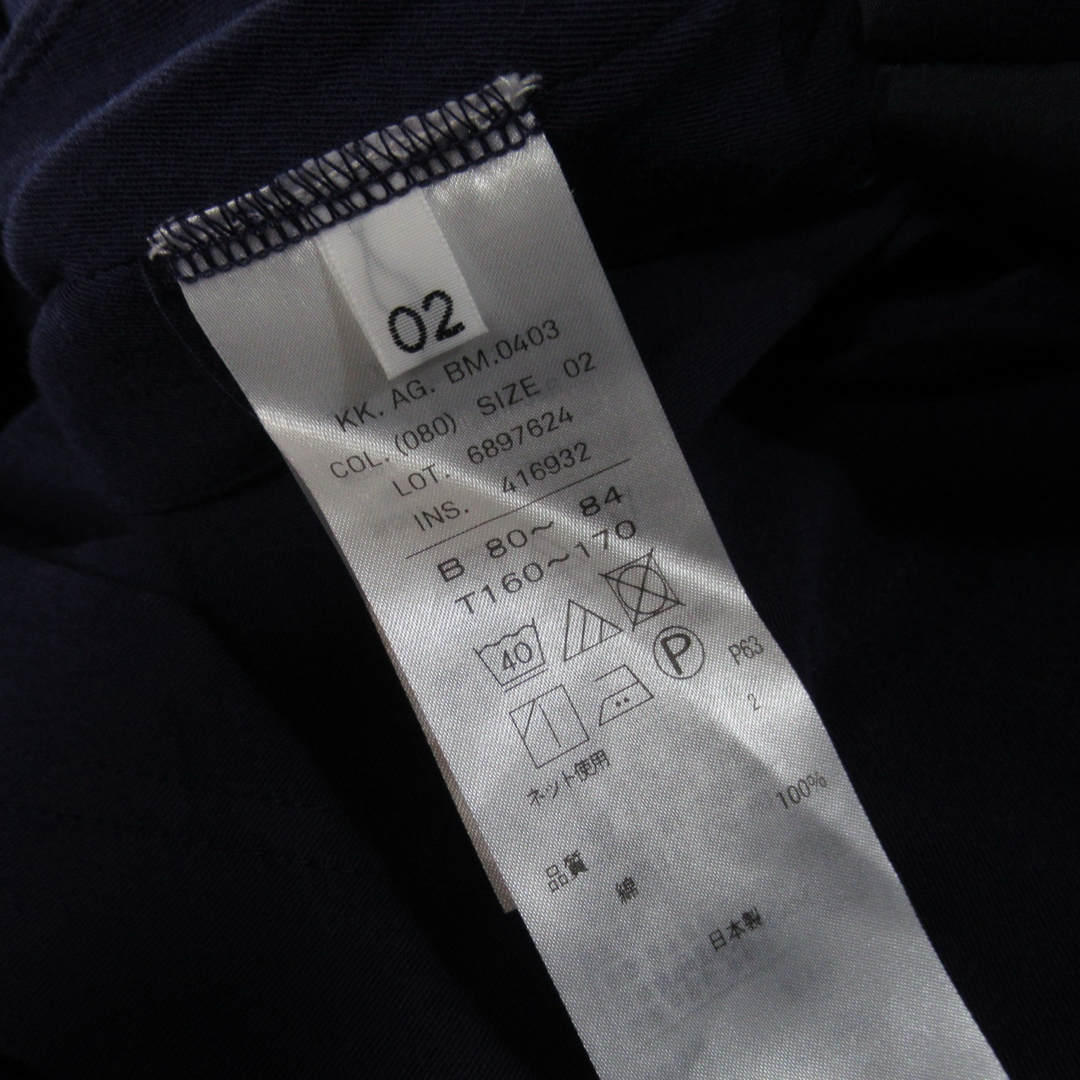 02
KK. AG. BM.0403
COL.(080) SIZE 02
LOT. 6897624
INS. 416932
B 80〜 84
T160〜170
40
P
P63
2
ネット使用
品質
綿 100%
日本製